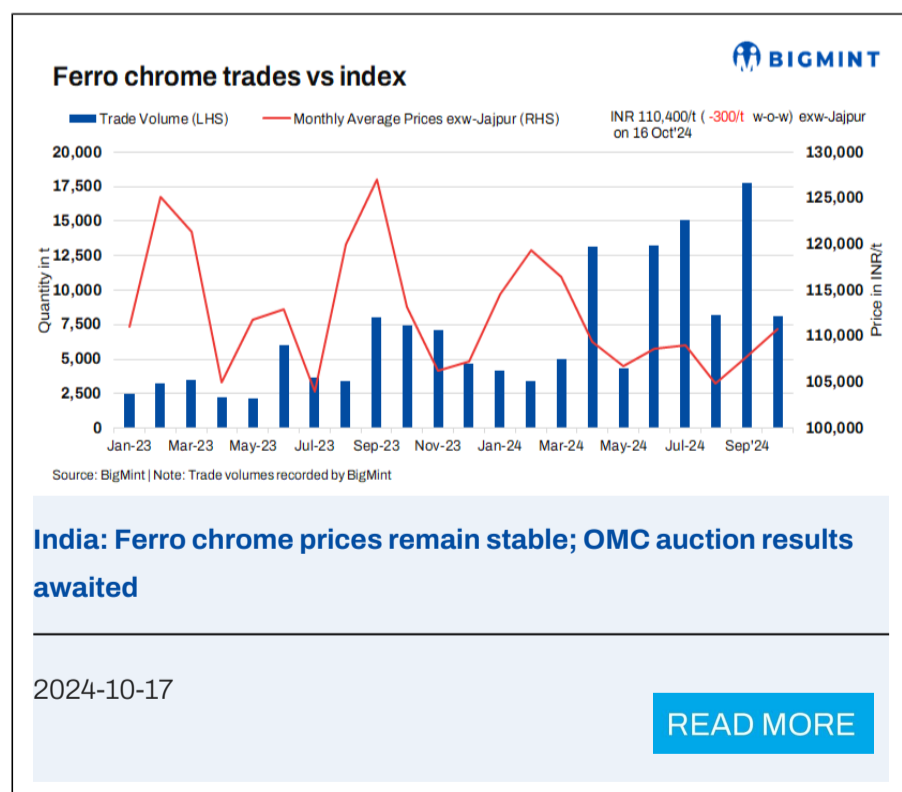 BIGMINT
Ferro chrome trades vs index
Trade Volume (LHS)
Monthly Average Prices exw-Jajpur (RHS)
INR 110,400/t ( -300/t w-o-w) exw-Jajpur
on 16 Oct'24
20,000
17,500
15,000
12,500
10,000
7,500
5,000
2,500
0
Quantity in t
130,000
125,000
120,000
115,000
110,000
105,000
100,000
Price in INR/t
Jan-23 Mar-23 May-23 Jul-23 Sep-23 Nov-23 Jan-24 Mar-24 May-24 Jul-24 Sep'24
Source: BigMint | Note: Trade volumes recorded by BigMint
India: Ferro chrome prices remain stable; OMC auction results
awaited
2024-10-17
READ MORE